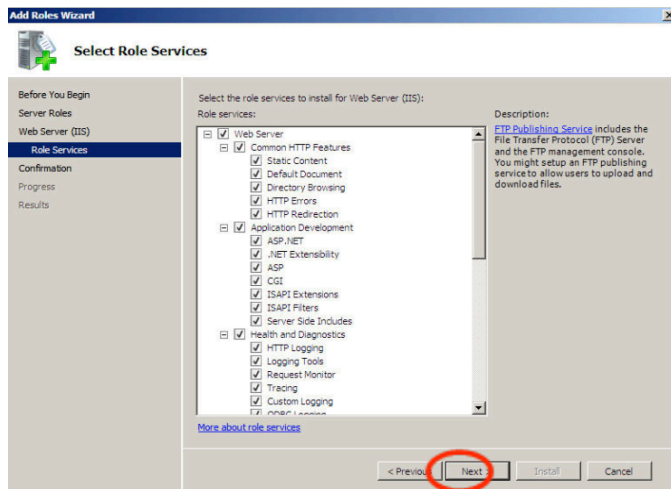 Add Roles Wizard
Select Role Services
Before You Begin
Server Roles
Web Server (IIS)
Role Services
Confirmation
Progress
Results
Select the role services to install for Web Server (IIS):
Role services:
Web Server
Common HTTP Features
Static Content
Default Document
Directory Browsing
HTTP Errors
HTTP Redirection
Application Development
ASP.NET
.NET Extensibility
ASP
CGI
ISAPI Extensions
ISAPI Filters
Server Side Includes
Health and Diagnostics
HTTP Logging
Logging Tools
Request Monitor
Tracing
Custom Logging
ODBC Logging
More about role services
Description:
FTP Publishing Service includes the
File Transfer Protocol (FTP) Server
and the FTP management console.
You might setup an FTP publishing
service to allow users to upload and
download files.
< Previous
Next >
Install
Cancel